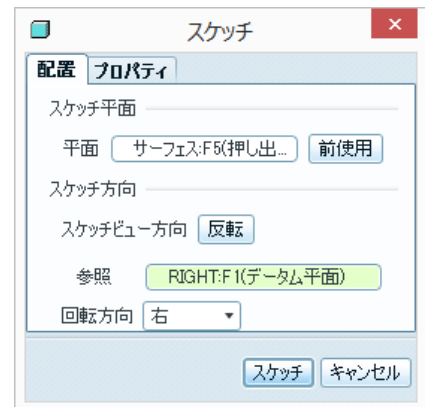 スケッチ
配置 プロパティ
スケッチ平面
平面 サーフェス:F5(押し出... 前使用
スケッチ方向
スケッチビュー方向 反転
参照 RIGHT:F1(データム平面)
回転方向 右
スケッチ キャンセル